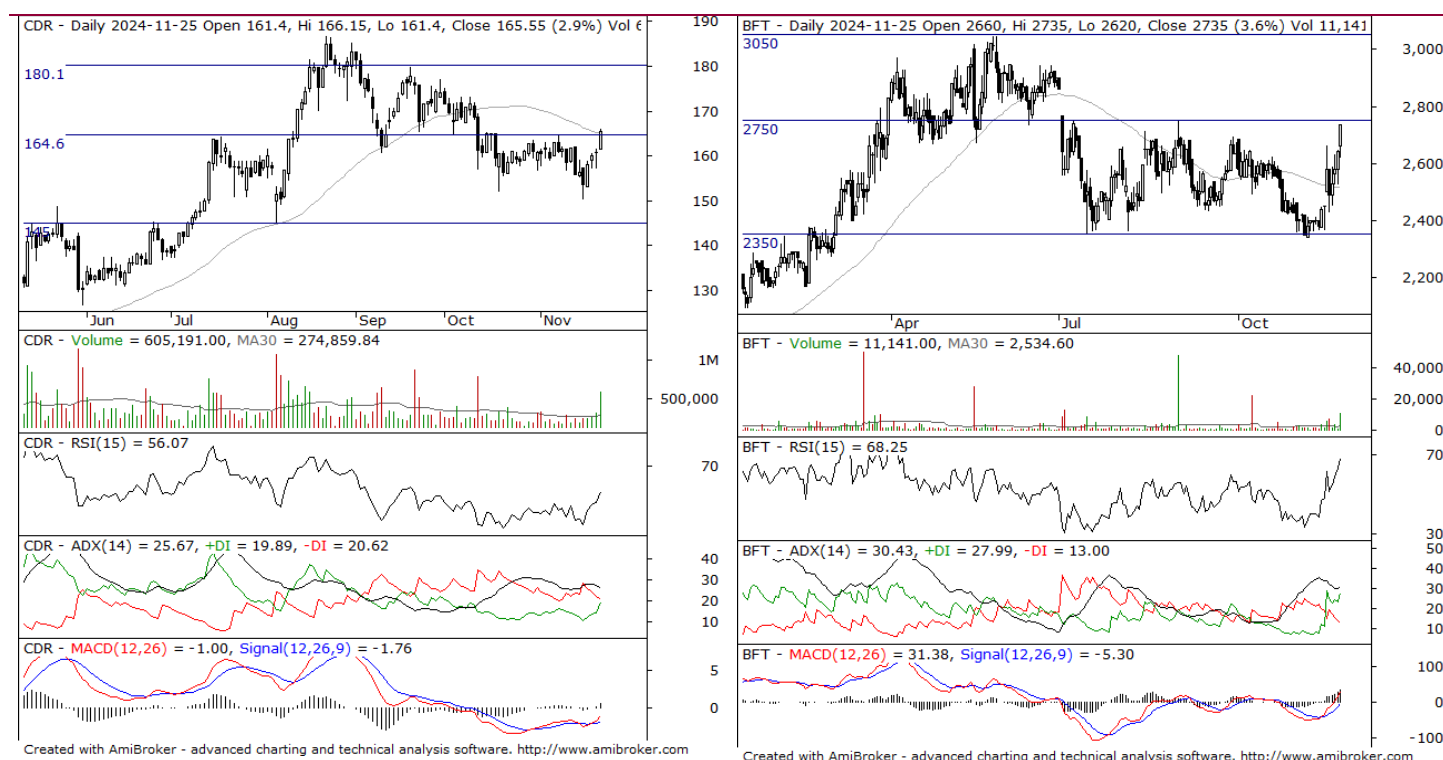 CDR - Daily 2024-11-25 Open 161.4, Hi 166.15, Lo 161.4, Close 165.55 (2.9%) Vol 6
190
180.1
180
170
164.6
160
150
145
140
130
Jun Jul Aug Sep Oct Nov
CDR - Volume = 605,191.00, MA30 = 274,859.84
1M
500,000
CDR - RSI(15) = 56.07
70
CDR - ADX(14) = 25.67, +DI = 19.89, -DI = 20.62
40
30
20
10
CDR - MACD(12,26) = -1.00, Signal(12,26,9) = -1.76
5
0
Created with AmiBroker - advanced charting and technical analysis software. http://www.amibroker.com
BFT - Daily 2024-11-25 Open 2660, Hi 2735, Lo 2620, Close 2735 (3.6%) Vol 11,141
3050
3,000
2,800
2750
2,600
2,400
2350
2,200
Apr Jul Oct
BFT - Volume = 11,141.00, MA30 = 2,534.60
40,000
20,000
0
BFT - RSI(15) = 68.25
70
30
BFT - ADX(14) = 30.43, +DI = 27.99, -DI = 13.00
50
40
30
20
10
BFT - MACD(12,26) = 31.38, Signal(12,26,9) = -5.30
100
0
-100
Created with AmiBroker - advanced charting and technical analysis software. http://www.amibroker.com